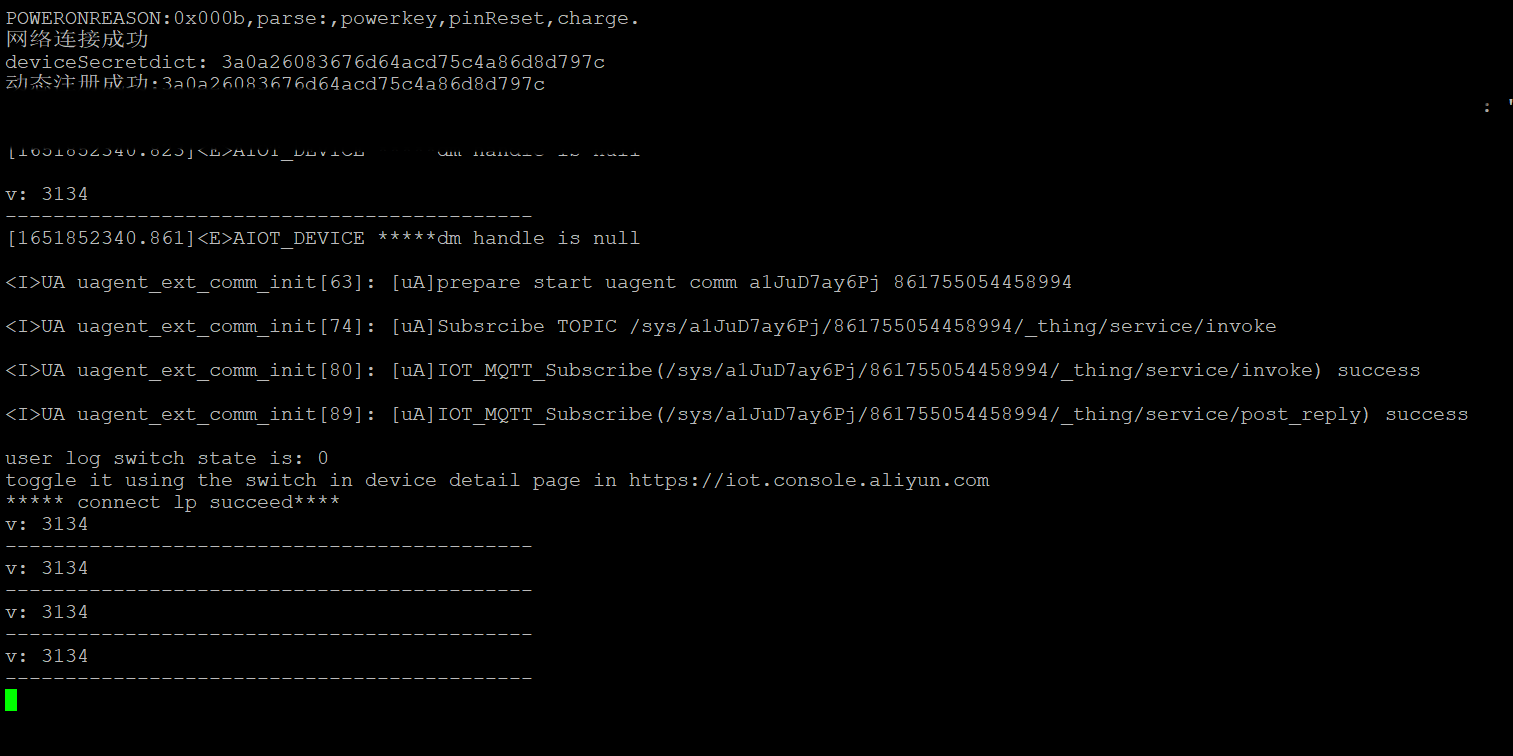 POWERONREASON:0x000b,parse:,powerkey,pinReset,charge.
网络连接成功
deviceSecretdict: 3a0a26083676d64acd75c4a86d8d797c
动态注册成功:3a0a26083676d64acd75c4a86d8d797c
: '
[1651852340.823]<E>AIOT_DEVICE *****dm handle is null
v: 3134
--------------------------------------------
[1651852340.861]<E>AIOT_DEVICE *****dm handle is null
<I>UA uagent_ext_comm_init[63]: [uA]prepare start uagent comm a1JuD7ay6Pj 861755054458994
<I>UA uagent_ext_comm_init[74]: [uA]Subsrcibe TOPIC /sys/a1JuD7ay6Pj/861755054458994/_thing/service/invoke
<I>UA uagent_ext_comm_init[80]: [uA]IOT_MQTT_Subscribe(/sys/a1JuD7ay6Pj/861755054458994/_thing/service/invoke) success
<I>UA uagent_ext_comm_init[89]: [uA]IOT_MQTT_Subscribe(/sys/a1JuD7ay6Pj/861755054458994/_thing/service/post_reply) success
user log switch state is: 0
toggle it using the switch in device detail page in https://iot.console.aliyun.com
***** connect lp succeed****
v: 3134
--------------------------------------------
v: 3134
--------------------------------------------
v: 3134
--------------------------------------------
v: 3134
--------------------------------------------